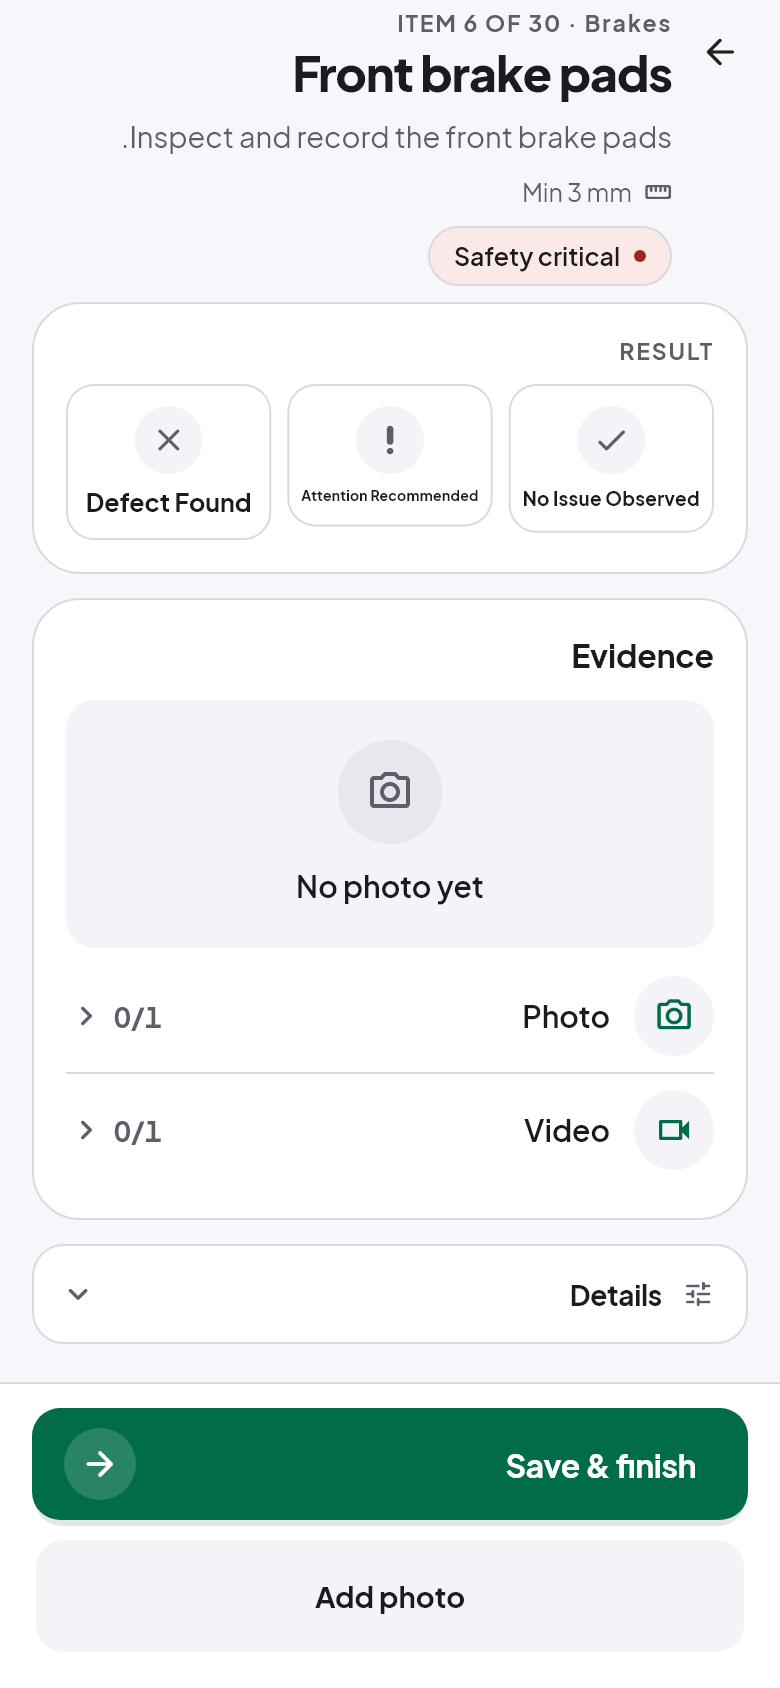 ITEM 6 OF 30 · Brakes
Front brake pads
.Inspect and record the front brake pads
Min 3 mm
Safety critical
RESULT
No Issue Observed
Attention Recommended
Defect Found
Evidence
No photo yet
Photo 0/1
Video 0/1
Details
Save & finish
Add photo